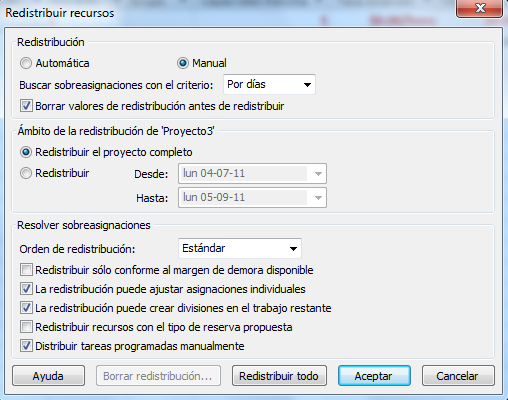 Redistribuir recursos
Redistribución
Automática Manual
Buscar sobreasignaciones con el criterio: Por días
Borrar valores de redistribución antes de redistribuir
Ámbito de la redistribución de 'Proyecto3'
Redistribuir el proyecto completo
Redistribuir Desde: lun 04-07-11
Hasta: lun 05-09-11
Resolver sobreasignaciones
Orden de redistribución: Estándar
Redistribuir sólo conforme al margen de demora disponible
La redistribución puede ajustar asignaciones individuales
La redistribución puede crear divisiones en el trabajo restante
Redistribuir recursos con el tipo de reserva propuesta
Distribuir tareas programadas manualmente
Ayuda Borrar redistribución... Redistribuir todo Aceptar Cancelar